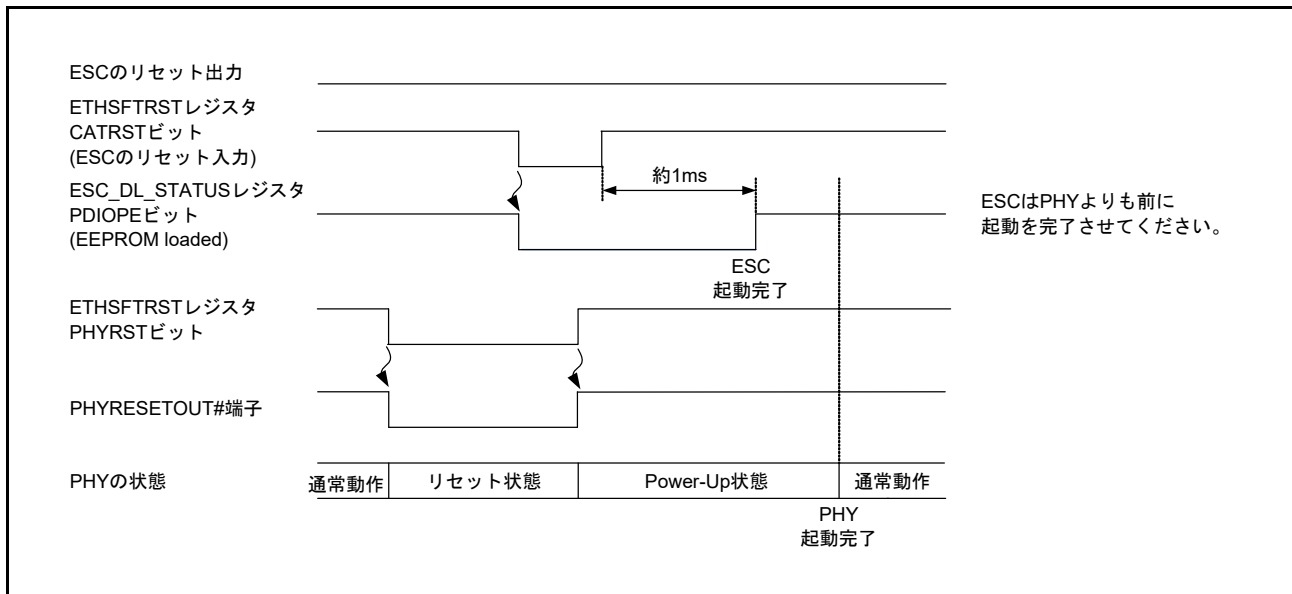 ESCのリセット出力
ETHSFTRSTレジスタ
CATRSTビット
(ESCのリセット入力)
約1ms
ESC_DL_STATUSレジスタ
PDIOPEビット
(EEPROM loaded)
ESCはPHYよりも前に
起動を完了させてください。
ESC
起動完了
ETHSFTRSTレジスタ
PHYRSTビット
PHYRESETOUT#端子
PHYの状態
通常動作
リセット状態
Power-Up状態
通常動作
PHY
起動完了